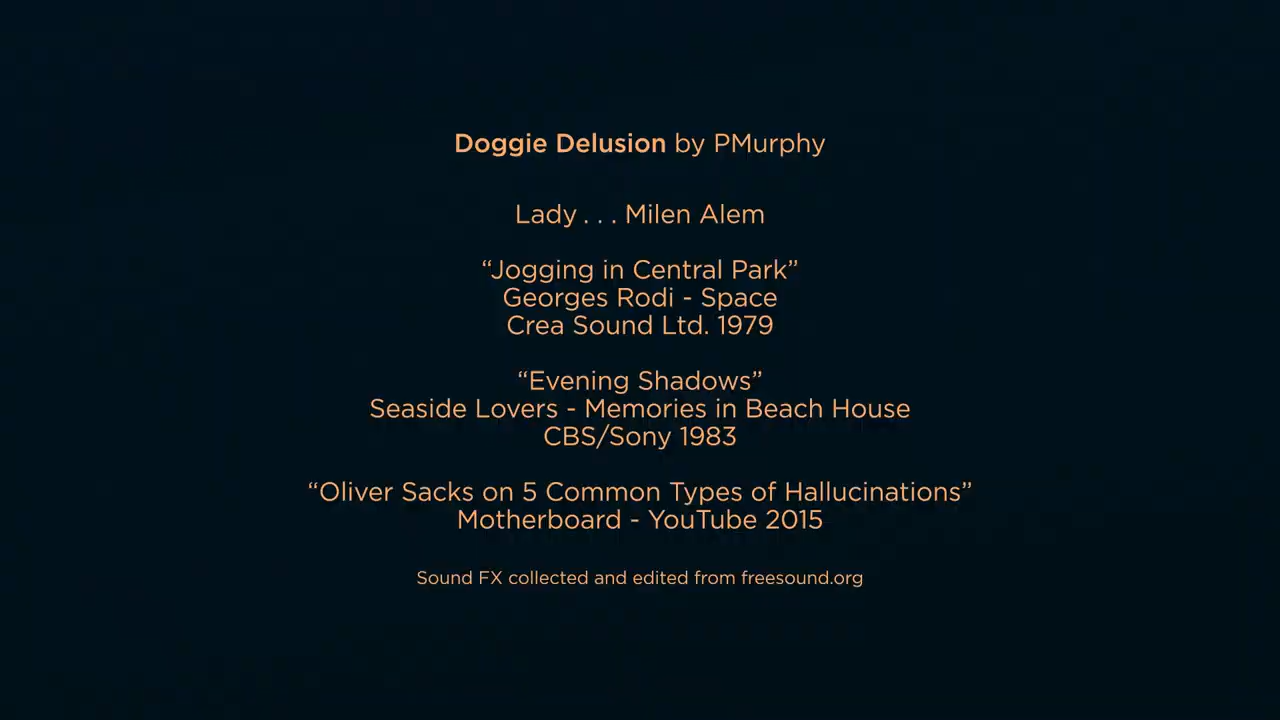 Doggie Delusion by PMurphy
Lady . . . Milen Alem
“Jogging in Central Park”
Georges Rodi - Space
Crea Sound Ltd. 1979
“Evening Shadows”
Seaside Lovers - Memories in Beach House
CBS/Sony 1983
“Oliver Sacks on 5 Common Types of Hallucinations”
Motherboard - YouTube 2015
Sound FX collected and edited from freesound.org